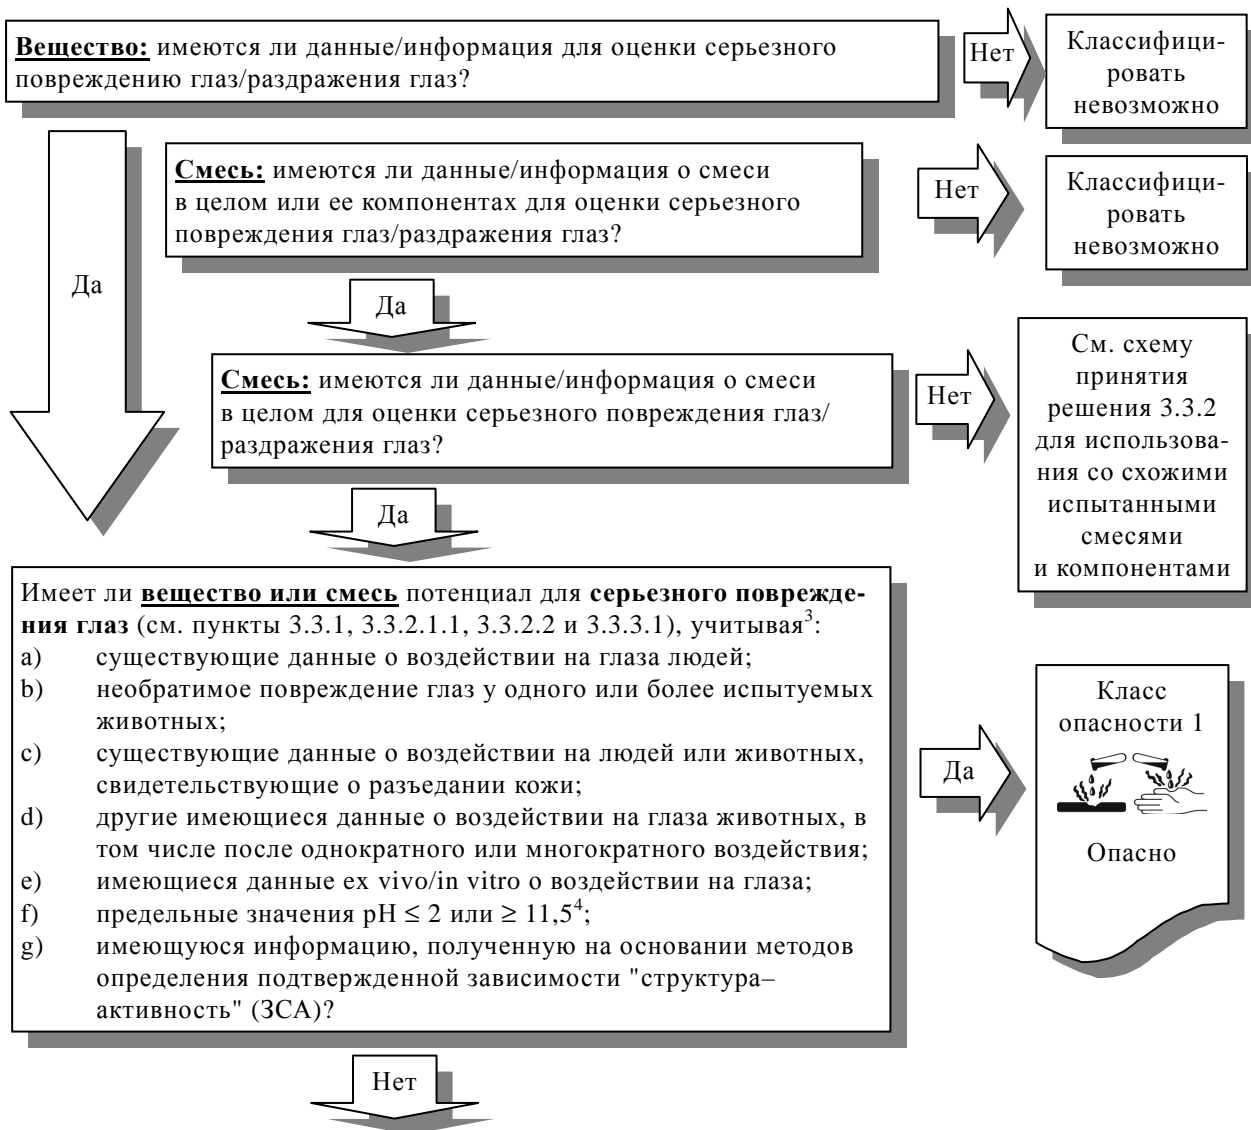 Вещество: имеются ли данные/информация для оценки серьезного
повреждению глаз/раздражения глаз?
Нет
Классифици-
ровать
невозможно
Да
Смесь: имеются ли данные/информация о смеси
в целом или ее компонентах для оценки серьезного
повреждения глаз/раздражения глаз?
Нет
Классифици-
ровать
невозможно
Да
Смесь: имеются ли данные/информация о смеси
в целом для оценки серьезного повреждения глаз/
раздражения глаз?
Нет
См. схему
принятия
решения 3.3.2
для использова-
ния со схожими
испытанными
смесями
и компонентами
Да
Имеет ли вещество или смесь потенциал для серьезного поврежде-
ния глаз (см. пункты 3.3.1, 3.3.2.1.1, 3.3.2.2 и 3.3.3.1), учитывая³:
a) существующие данные о воздействии на глаза людей;
b) необратимое повреждение глаз у одного или более испытуемых
животных;
c) существующие данные о воздействии на людей или животных,
свидетельствующие о разъедании кожи;
d) другие имеющиеся данные о воздействии на глаза животных, в
том числе после однократного или многократного воздействия;
e) имеющиеся данные ex vivo/in vitro о воздействии на глаза;
f) предельные значения pH ≤ 2 или ≥ 11,5⁴;
g) имеющуюся информацию, полученную на основании методов
определения подтвержденной зависимости "структура–
активность" (ЗСА)?
Да
Класс
опасности 1
Опасно
Нет